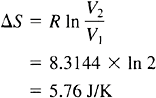 ΔS = R ln V₂/V₁
= 8.3144 × ln 2
= 5.76 J/K